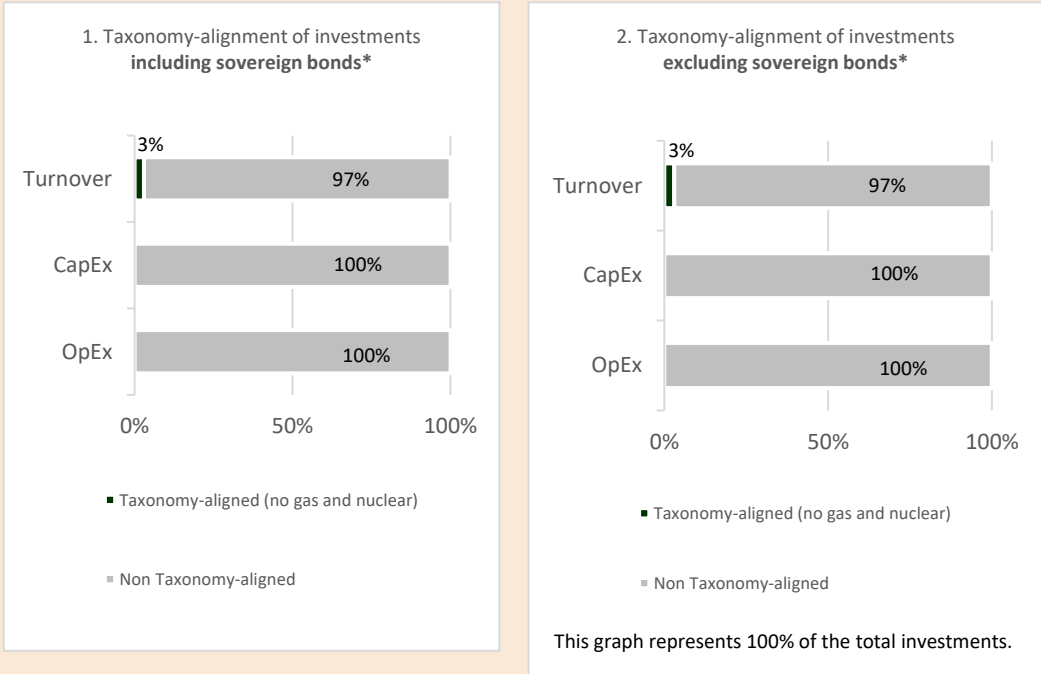 1. Taxonomy-alignment of investments
including sovereign bonds*
3%
Turnover
97%
CapEx
100%
OpEx
100%
0%
50%
100%
Taxonomy-aligned (no gas and nuclear)
Non Taxonomy-aligned
2. Taxonomy-alignment of investments
excluding sovereign bonds*
3%
Turnover
97%
CapEx
100%
OpEx
100%
0%
50%
100%
Taxonomy-aligned (no gas and nuclear)
Non Taxonomy-aligned
This graph represents 100% of the total investments.